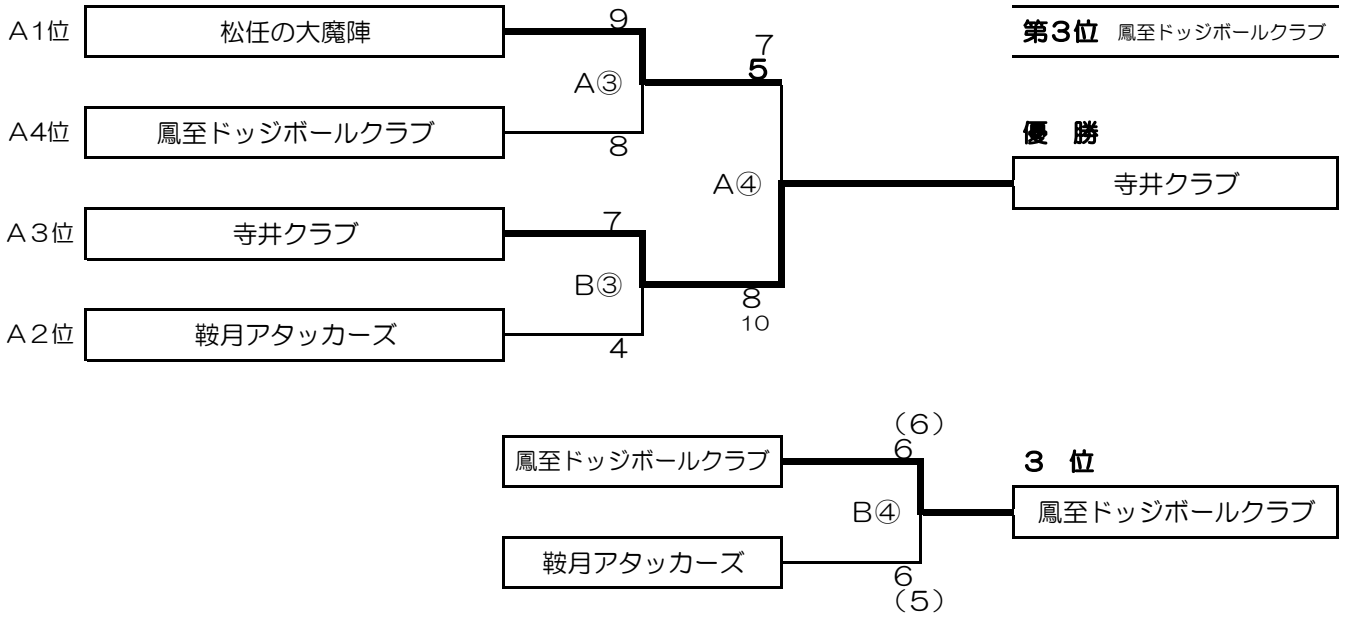 A1位 松任の大魔陣 9 第3位 鳳至ドッジボールクラブ
7
5
A③
A4位 鳳至ドッジボールクラブ 8 優 勝
A④ 寺井クラブ
A3位 寺井クラブ 7
B③
8
10
A2位 鞍月アタッカーズ 4
(6)
6
鳳至ドッジボールクラブ 3 位
B④ 鳳至ドッジボールクラブ
鞍月アタッカーズ 6
(5)